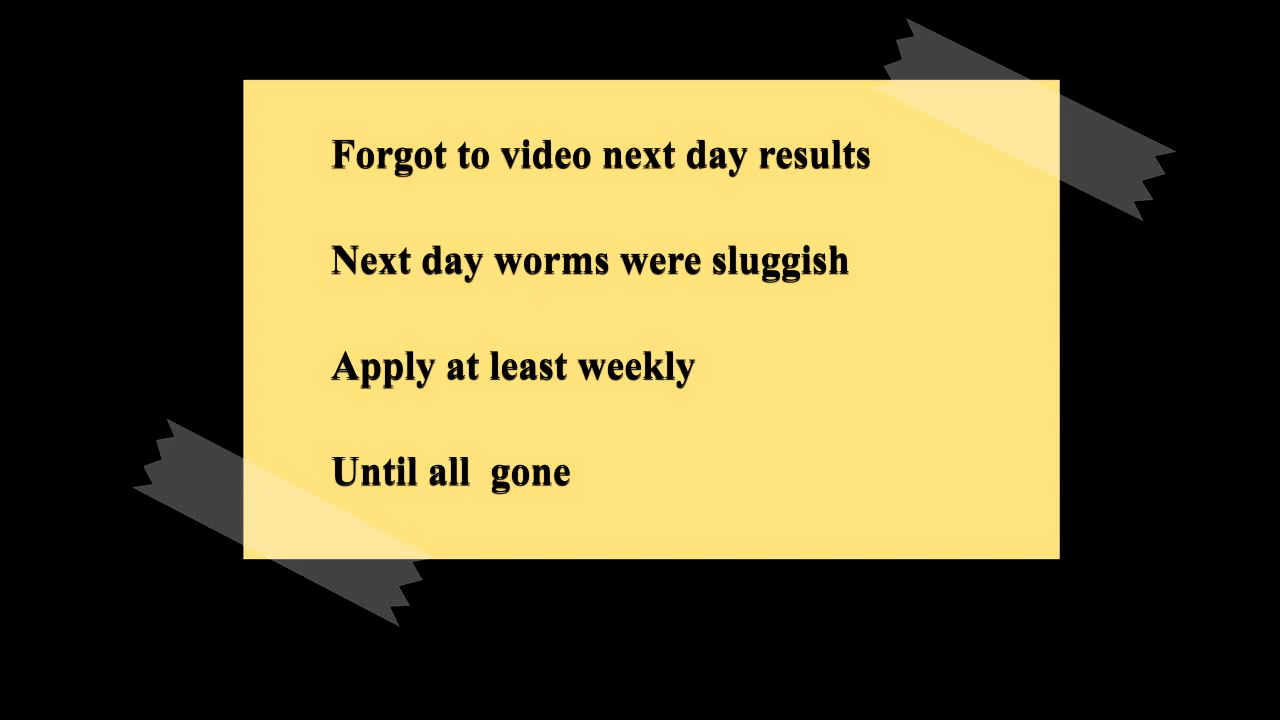 Forgot to video next day results
Next day worms were sluggish
Apply at least weekly
Until all  gone